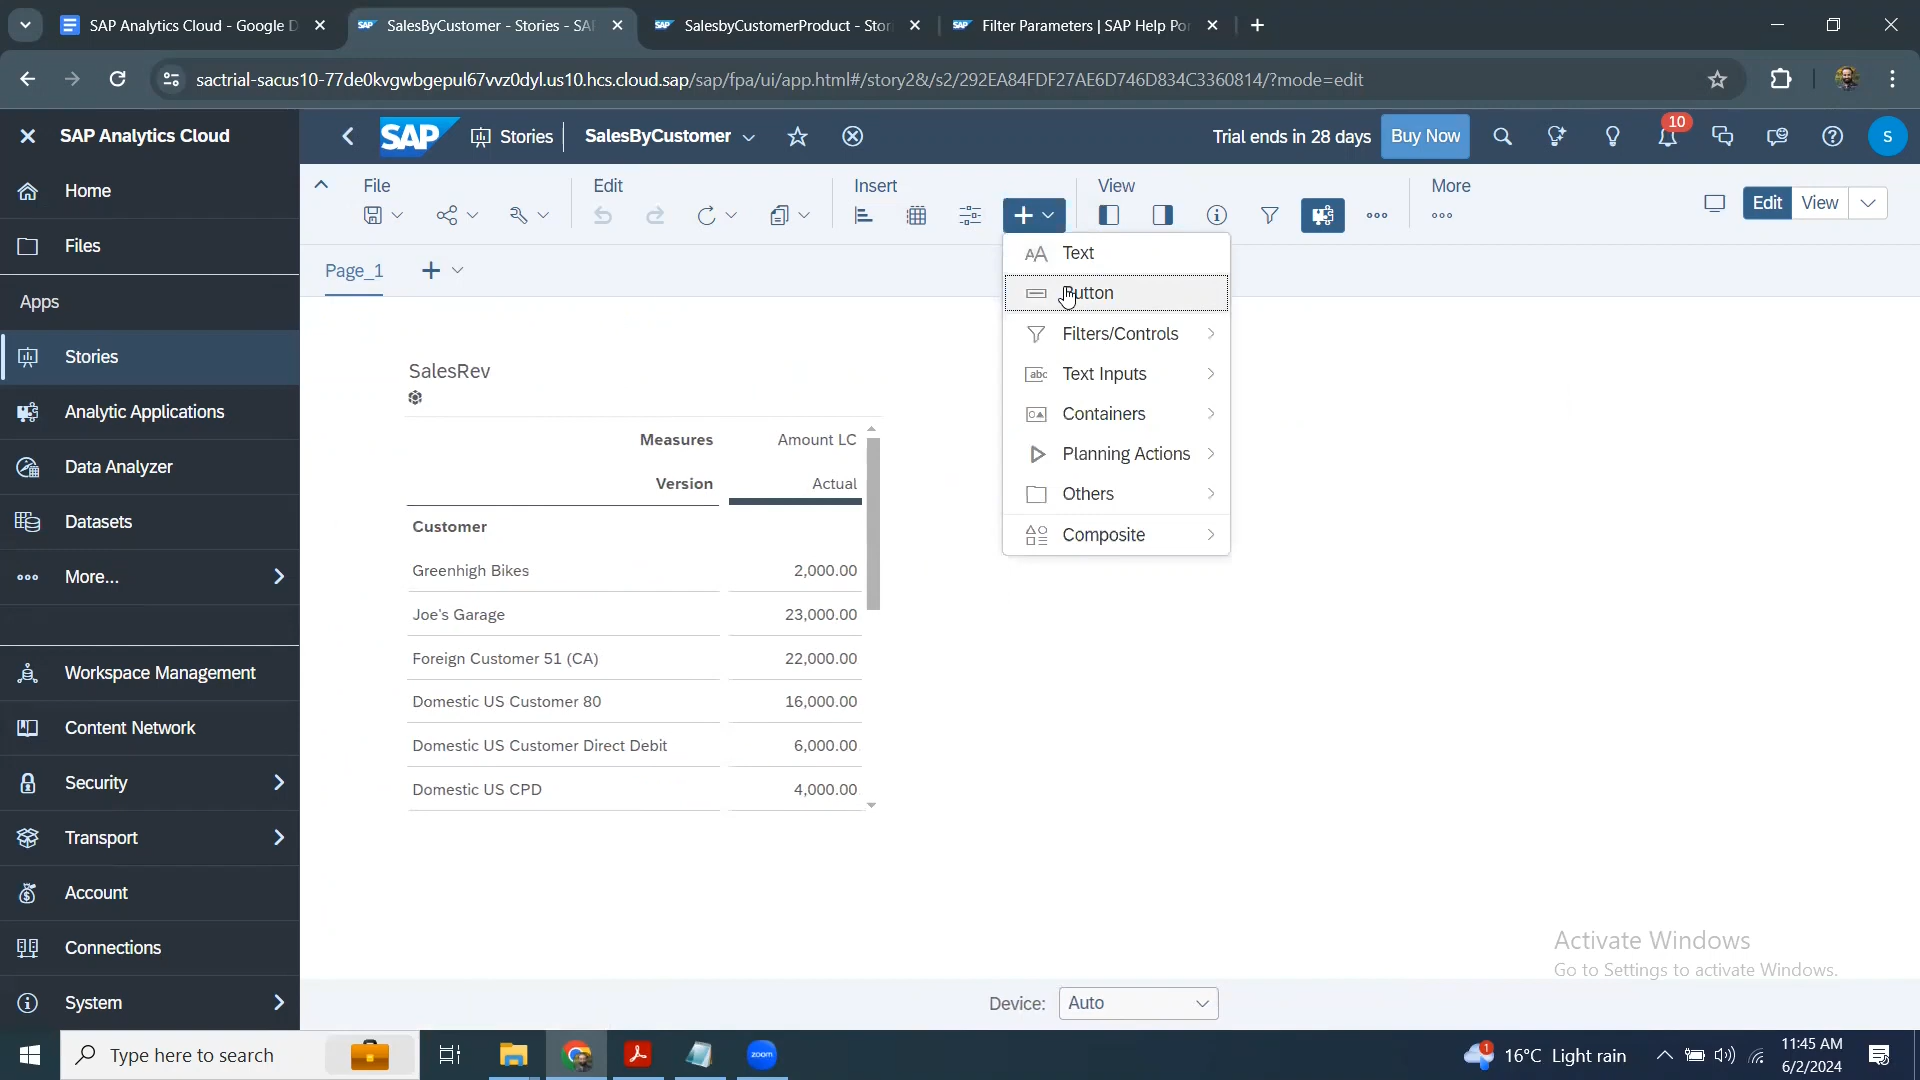 SAP Analytics Cloud - Google D
SalesByCustomer - Stories - SA
SalesbyCustomerProduct - Stor
Filter Parameters | SAP Help Po
sactrial-sacus10-77de0kvgwbgepul67vvz0dyl.us10.hcs.cloud.sap/sap/fpa/ui/app.html#/story2&/s2/292EA84FDF27AE6D746D834C3360814/?mode=edit
SAP Analytics Cloud
SAP
Stories
SalesByCustomer
Trial ends in 28 days
Buy Now
10
S
Home
Files
Apps
Stories
Analytic Applications
Data Analyzer
Datasets
More...
Workspace Management
Content Network
Security
Transport
Account
Connections
System
File
Edit
Insert
View
More
Edit
View
Page_1
Text
Button
Filters/Controls
Text Inputs
Containers
Planning Actions
Others
Composite
SalesRev
Measures Amount LC
Version Actual
Customer
Greenhigh Bikes 2,000.00
Joe's Garage 23,000.00
Foreign Customer 51 (CA) 22,000.00
Domestic US Customer 80 16,000.00
Domestic US Customer Direct Debit 6,000.00
Domestic US CPD 4,000.00
Activate Windows
Go to Settings to activate Windows.
Device: Auto
Type here to search
zoom
1
16°C Light rain
11:45 AM
6/2/2024